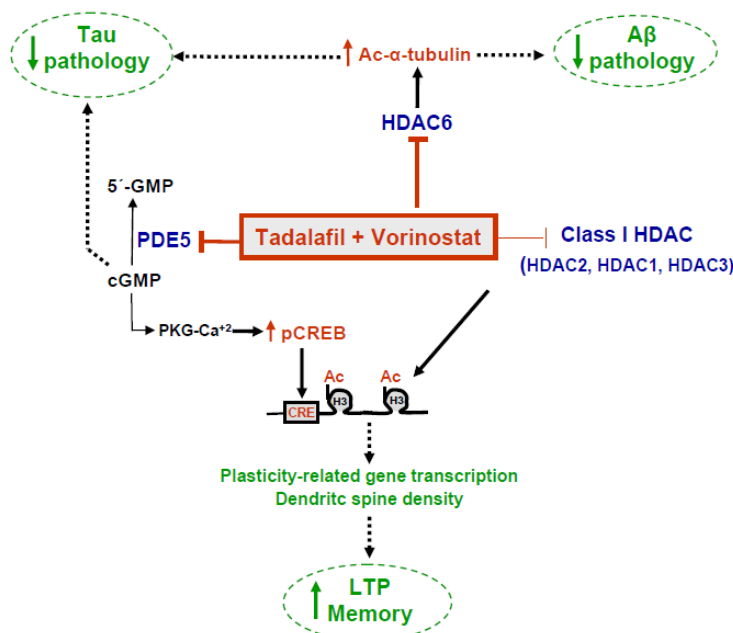 Tau
pathology
Ac-α-tubulin
Aβ
pathology
HDAC6
5´-GMP
PDE5
Tadalafil + Vorinostat
Class I HDAC
(HDAC2, HDAC1, HDAC3)
cGMP
PKG-Ca+2
pCREB
Ac
Ac
CRE
H3
H3
Plasticity-related gene transcription
Dendritc spine density
LTP
Memory